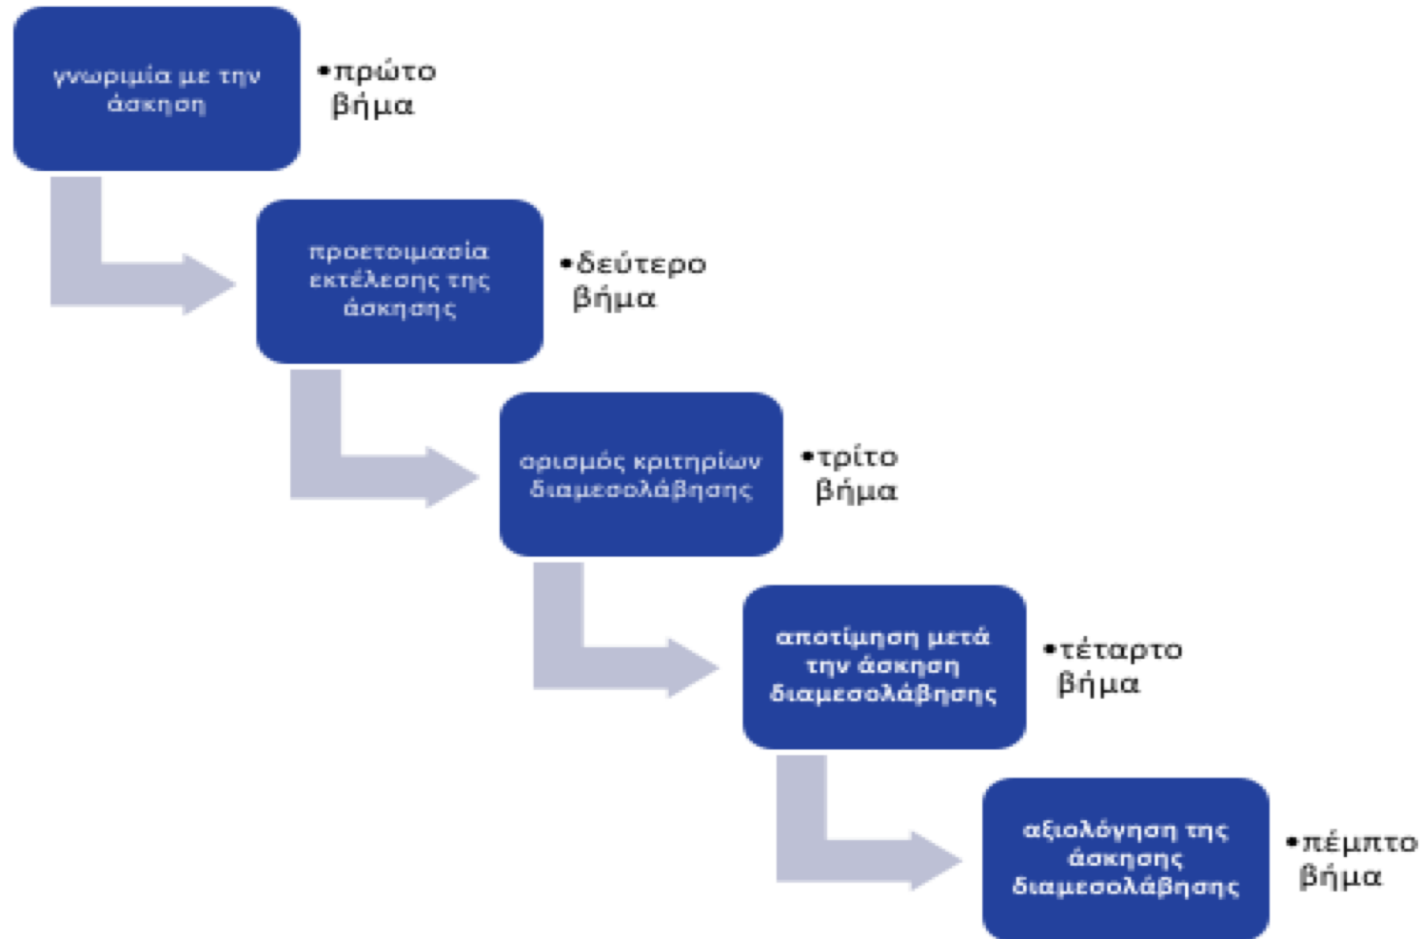 γνωριμία με την
άσκηση
•πρώτο
βήμα
προετοιμασία
εκτέλεσης της
άσκησης
•δεύτερο
βήμα
ορισμός κριτηρίων
διαμεσολάβησης
•τρίτο
βήμα
αποτίμηση μετά
την άσκηση
διαμεσολάβησης
•τέταρτο
βήμα
αξιολόγηση της
άσκησης
διαμεσολάβησης
•πέμπτο
βήμα